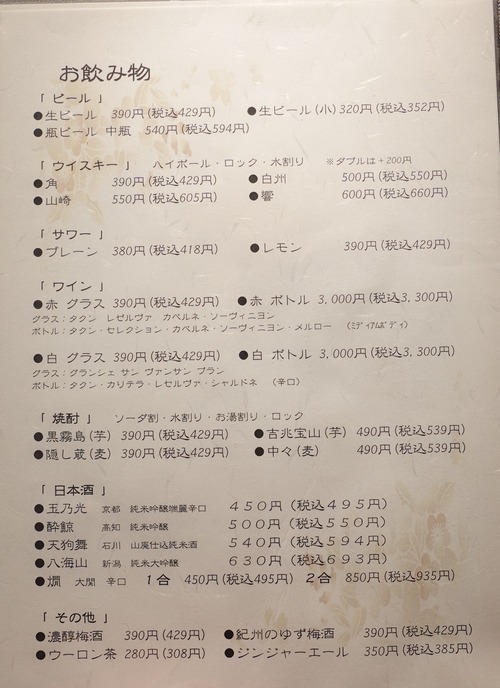 お飲み物
「 ビール 」
●生ビール 390円(税込429円) ●生ビール(小)320円(税込352円)
●瓶ビール 中瓶 540円(税込594円)
「 ウイスキー 」 ハイボール・ロック・水割り ※ダブルは+200円
●角 390円(税込429円) ●白州 500円(税込550円)
●山崎 550円(税込605円) ●響 600円(税込660円)
「 サワー 」
●プレーン 380円(税込418円) ●レモン 390円(税込429円)
「 ワイン 」
●赤 グラス 390円(税込429円) ●赤 ボトル 3,000円(税込3,300円)
グラス：タクン レゼルヴァ カベルネ・ソーヴィニヨン
ボトル：タクン・セレクション・カベルネ・ソーヴィニヨン・メルロー (ﾐﾃﾞｨｱﾑﾎﾞﾃﾞｨ)
●白 グラス 390円(税込429円) ●白 ボトル 3,000円(税込3,300円)
グラス：グランシェ サン ヴァンサン ブラン
ボトル：タクン・カリテラ・レセルヴァ・シャルドネ (辛口)
「 焼酎 」 ソーダ割・水割り・お湯割り・ロック
●黒霧島(芋) 390円(税込429円) ●吉兆宝山(芋) 490円(税込539円)
●隠し蔵(麦) 390円(税込429円) ●中々(麦) 490円(税込539円)
「 日本酒 」
●玉乃光 京都 純米吟醸端麗辛口 450円(税込495円)
●酔鯨 高知 純米吟醸 500円(税込550円)
●天狗舞 石川 山廃仕込純米酒 540円(税込594円)
●八海山 新潟 純米大吟醸 630円(税込693円)
●燗 大関 辛口 1合 450円(税込495円) 2合 850円(税込935円)
「 その他 」
●濃醇梅酒 390円(429円) ●紀州のゆず梅酒 390円(税込429円)
●ウーロン茶 280円(308円) ●ジンジャーエール 350円(税込385円)